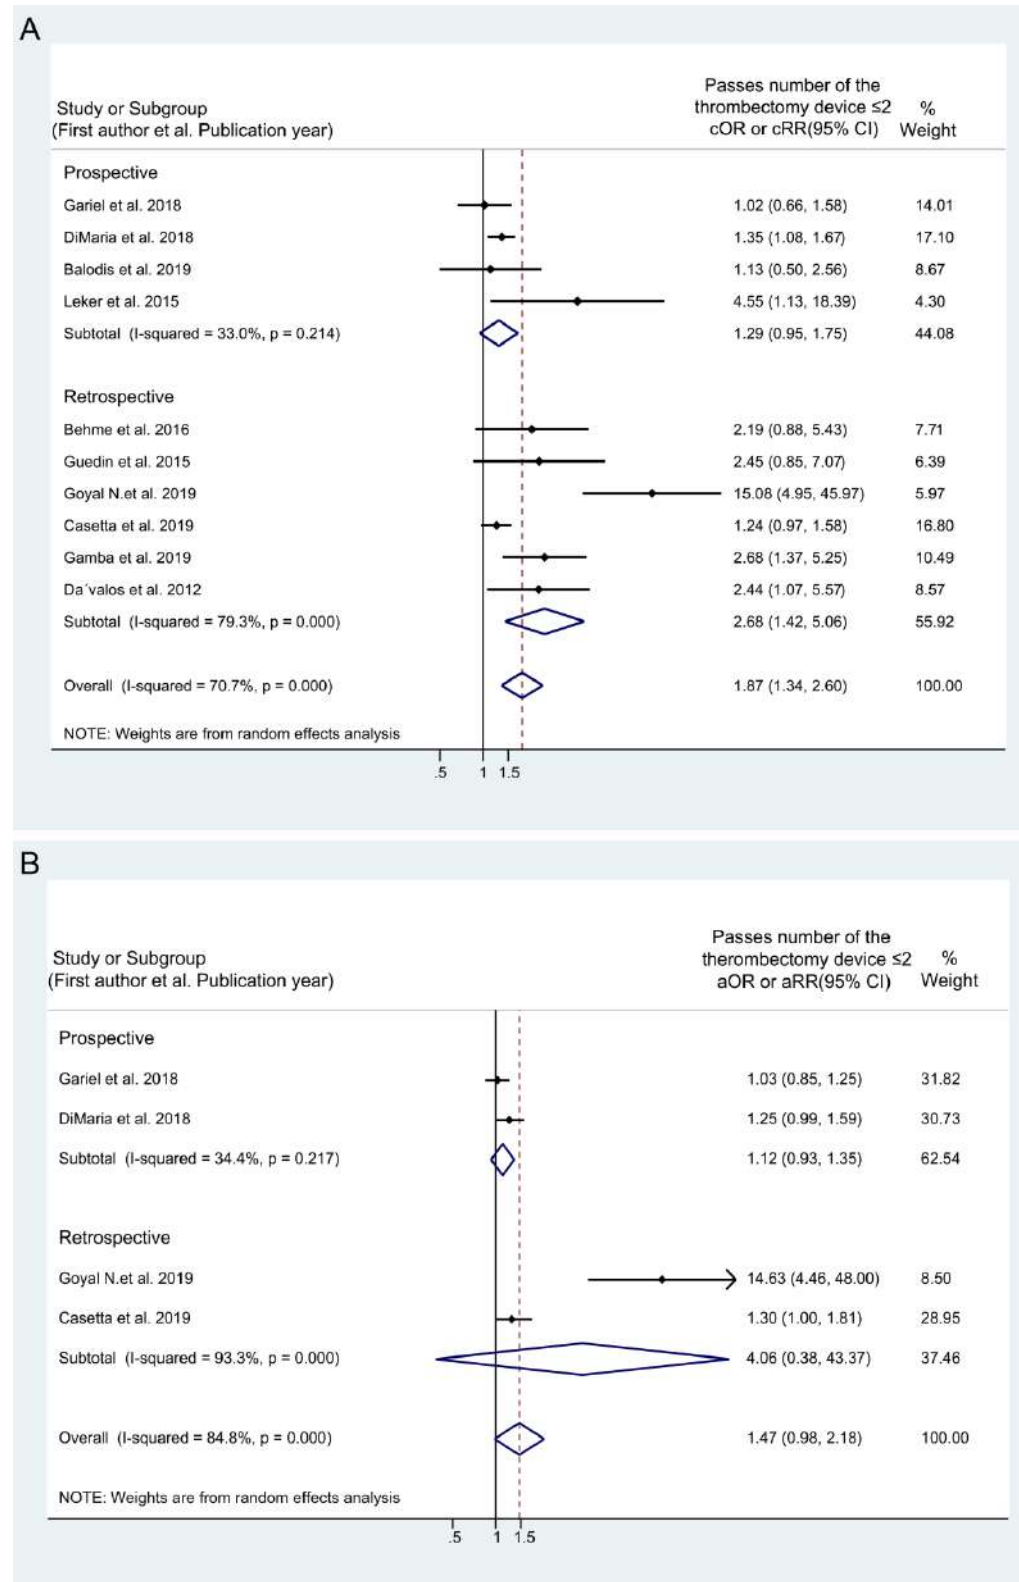 A
Passes number of the
Study or Subgroup thrombectomy device ≤2 %
(First author et al. Publication year) cOR or cRR(95% CI) Weight
Prospective
Gariel et al. 2018 1.02 (0.66, 1.58) 14.01
DiMaria et al. 2018 1.35 (1.08, 1.67) 17.10
Balodis et al. 2019 1.13 (0.50, 2.56) 8.67
Leker et al. 2015 4.55 (1.13, 18.39) 4.30
Subtotal (I-squared = 33.0%, p = 0.214) 1.29 (0.95, 1.75) 44.08
Retrospective
Behme et al. 2016 2.19 (0.88, 5.43) 7.71
Guedin et al. 2015 2.45 (0.85, 7.07) 6.39
Goyal N.et al. 2019 15.08 (4.95, 45.97) 5.97
Casetta et al. 2019 1.24 (0.97, 1.58) 16.80
Gamba et al. 2019 2.68 (1.37, 5.25) 10.49
Da´valos et al. 2012 2.44 (1.07, 5.57) 8.57
Subtotal (I-squared = 79.3%, p = 0.000) 2.68 (1.42, 5.06) 55.92
Overall (I-squared = 70.7%, p = 0.000) 1.87 (1.34, 2.60) 100.00
NOTE: Weights are from random effects analysis
.5 1 1.5
B
Passes number of the
Study or Subgroup therombectomy device ≤2 %
(First author et al. Publication year) aOR or aRR(95% CI) Weight
Prospective
Gariel et al. 2018 1.03 (0.85, 1.25) 31.82
DiMaria et al. 2018 1.25 (0.99, 1.59) 30.73
Subtotal (I-squared = 34.4%, p = 0.217) 1.12 (0.93, 1.35) 62.54
Retrospective
Goyal N.et al. 2019 14.63 (4.46, 48.00) 8.50
Casetta et al. 2019 1.30 (1.00, 1.81) 28.95
Subtotal (I-squared = 93.3%, p = 0.000) 4.06 (0.38, 43.37) 37.46
Overall (I-squared = 84.8%, p = 0.000) 1.47 (0.98, 2.18) 100.00
NOTE: Weights are from random effects analysis
.5 1 1.5